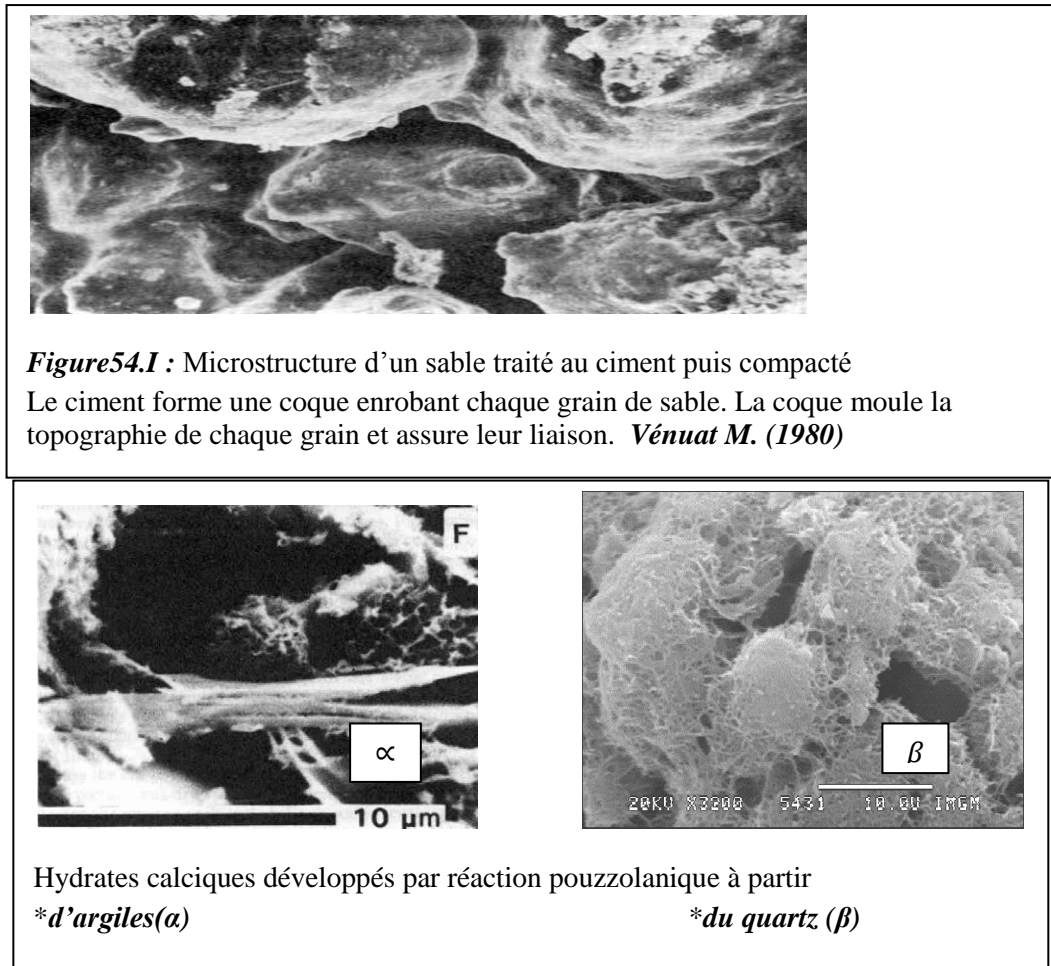 Figure54.I : Microstructure d’un sable traité au ciment puis compacté
Le ciment forme une coque enrobant chaque grain de sable. La coque moule la
topographie de chaque grain et assure leur liaison. Vénuat M. (1980)
F
∝
10 µm
β
20KV X3200 5431 10.0U IMGM
Hydrates calciques développés par réaction pouzzolanique à partir
*d’argiles(α) *du quartz (β)